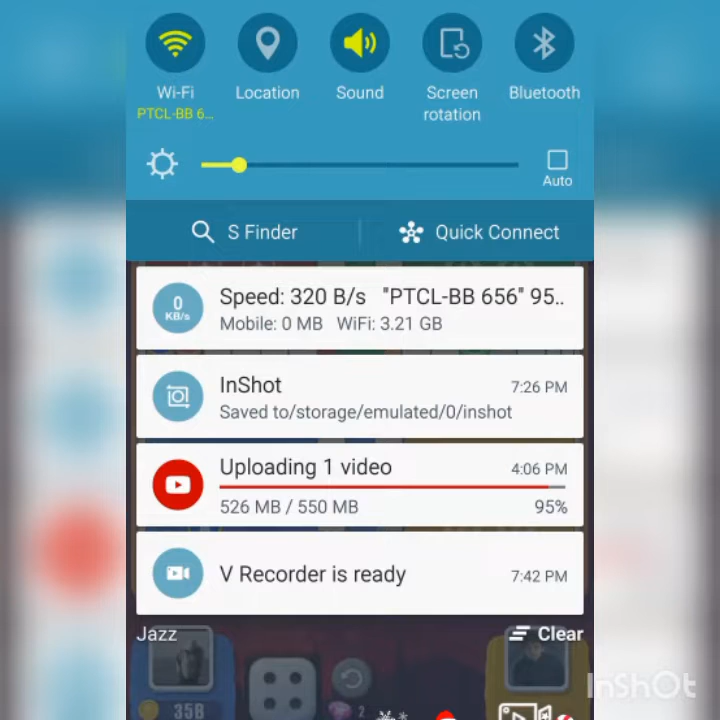 Wi-Fi
PTCL-BB 6...
Location
Sound
Screen
rotation
Bluetooth
Auto
S Finder
Quick Connect
0
KB/s
Speed: 320 B/s "PTCL-BB 656" 95..
Mobile: 0 MB WiFi: 3.21 GB
InShot
7:26 PM
Saved to/storage/emulated/0/inshot
Uploading 1 video
4:06 PM
526 MB / 550 MB
95%
V Recorder is ready
7:42 PM
Jazz
Clear
InShOt
35B
2